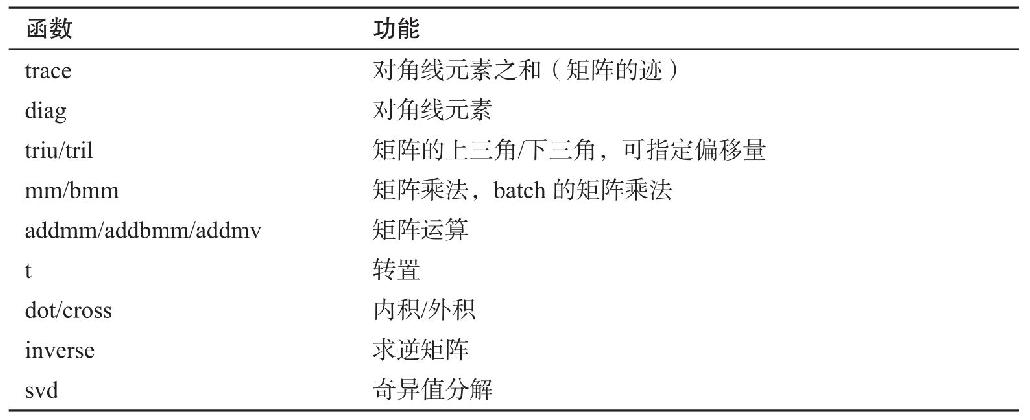 函数 功能
trace 对角线元素之和（矩阵的迹）
diag 对角线元素
triu/tril 矩阵的上三角/下三角，可指定偏移量
mm/bmm 矩阵乘法，batch 的矩阵乘法
addmm/addbmm/addmv 矩阵运算
t 转置
dot/cross 内积/外积
inverse 求逆矩阵
svd 奇异值分解